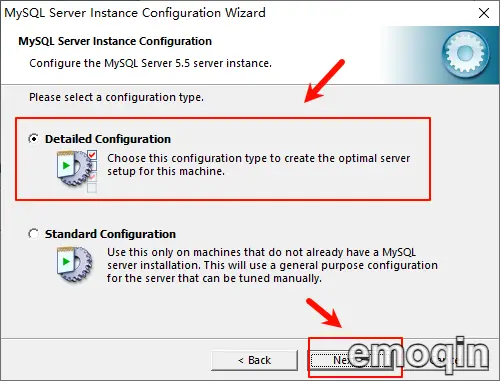 MySQL Server Instance Configuration Wizard
MySQL Server Instance Configuration
Configure the MySQL Server 5.5 server instance.
Please select a configuration type.
Detailed Configuration
Choose this configuration type to create the optimal server
setup for this machine.
Standard Configuration
Use this only on machines that do not already have a MySQL
server installation. This will use a general purpose configuration
for the server that can be tuned manually.
< Back
emoqin